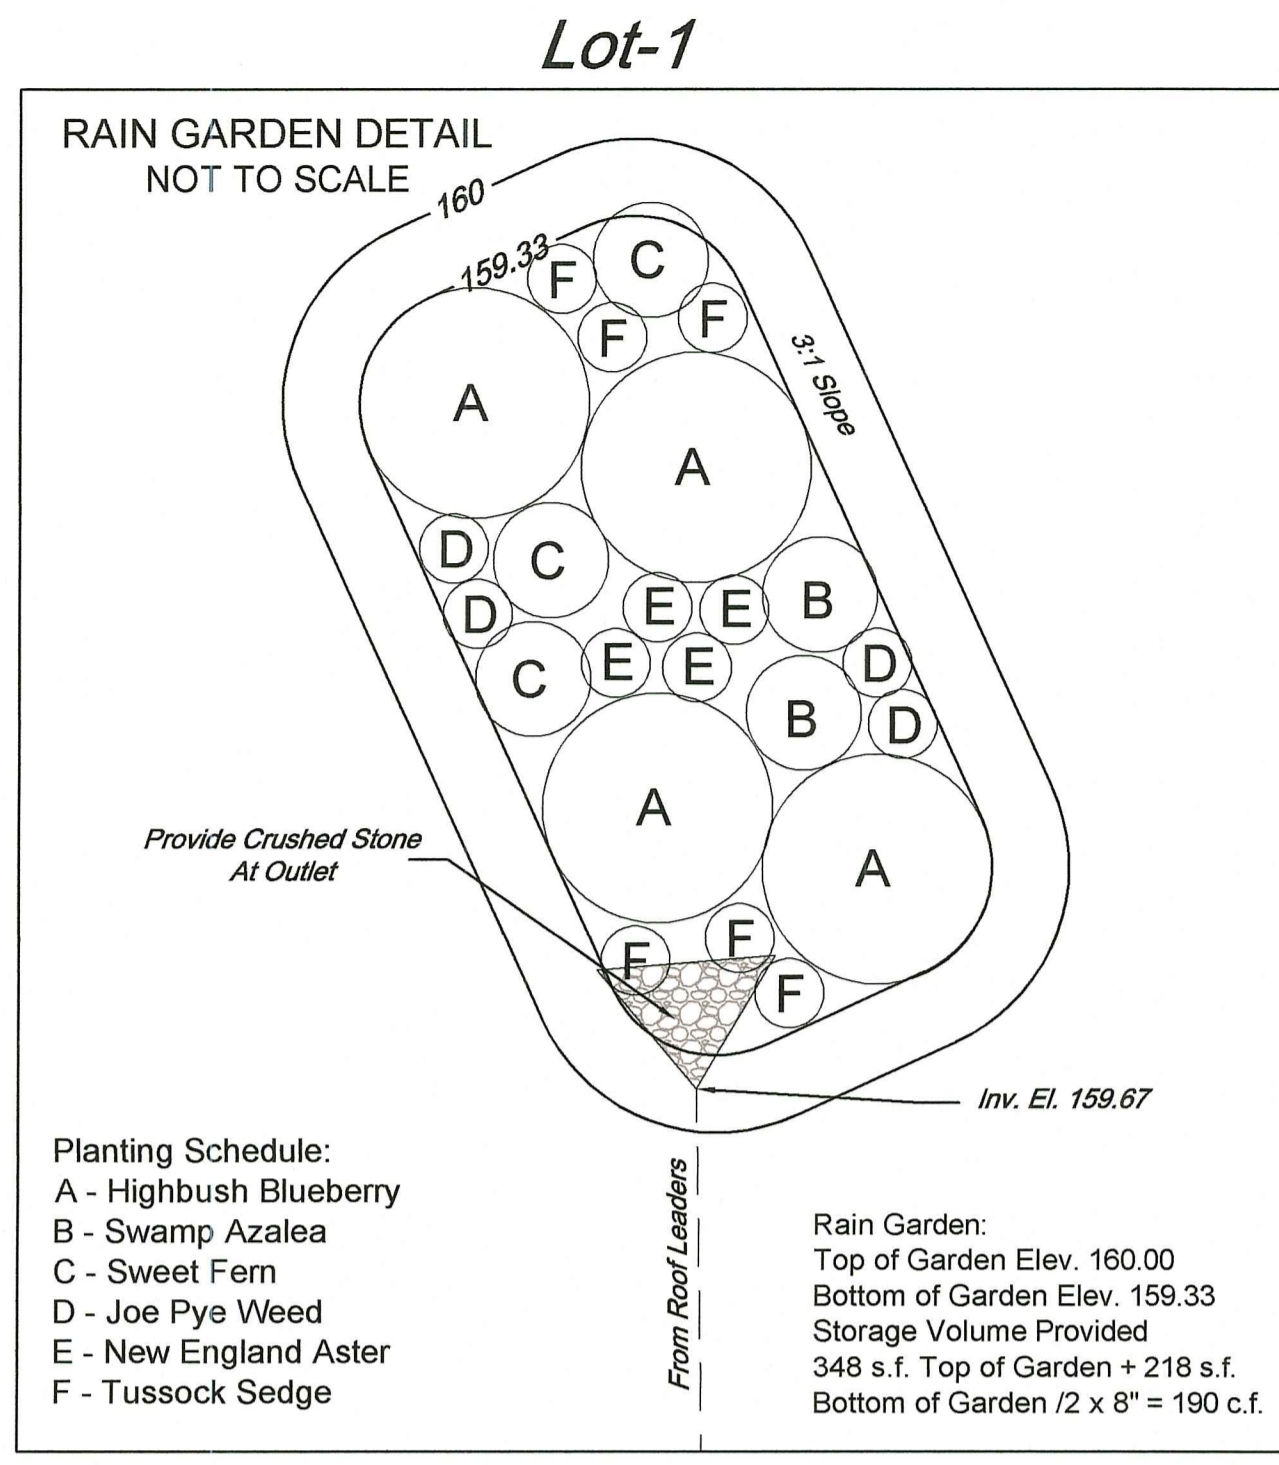 Lot-1
RAIN GARDEN DETAIL
NOT TO SCALE
160
159.33
C
F
F
F
3:1 Slope
A
A
D
C
D
E
E
B
C
E
E
D
B
D
A
A
Provide Crushed Stone
At Outlet
F
F
F
Inv. El. 159.67
From Roof Leaders
Planting Schedule:
A - Highbush Blueberry
B - Swamp Azalea
C - Sweet Fern
D - Joe Pye Weed
E - New England Aster
F - Tussock Sedge
Rain Garden:
Top of Garden Elev. 160.00
Bottom of Garden Elev. 159.33
Storage Volume Provided
348 s.f. Top of Garden + 218 s.f.
Bottom of Garden /2 x 8" = 190 c.f.